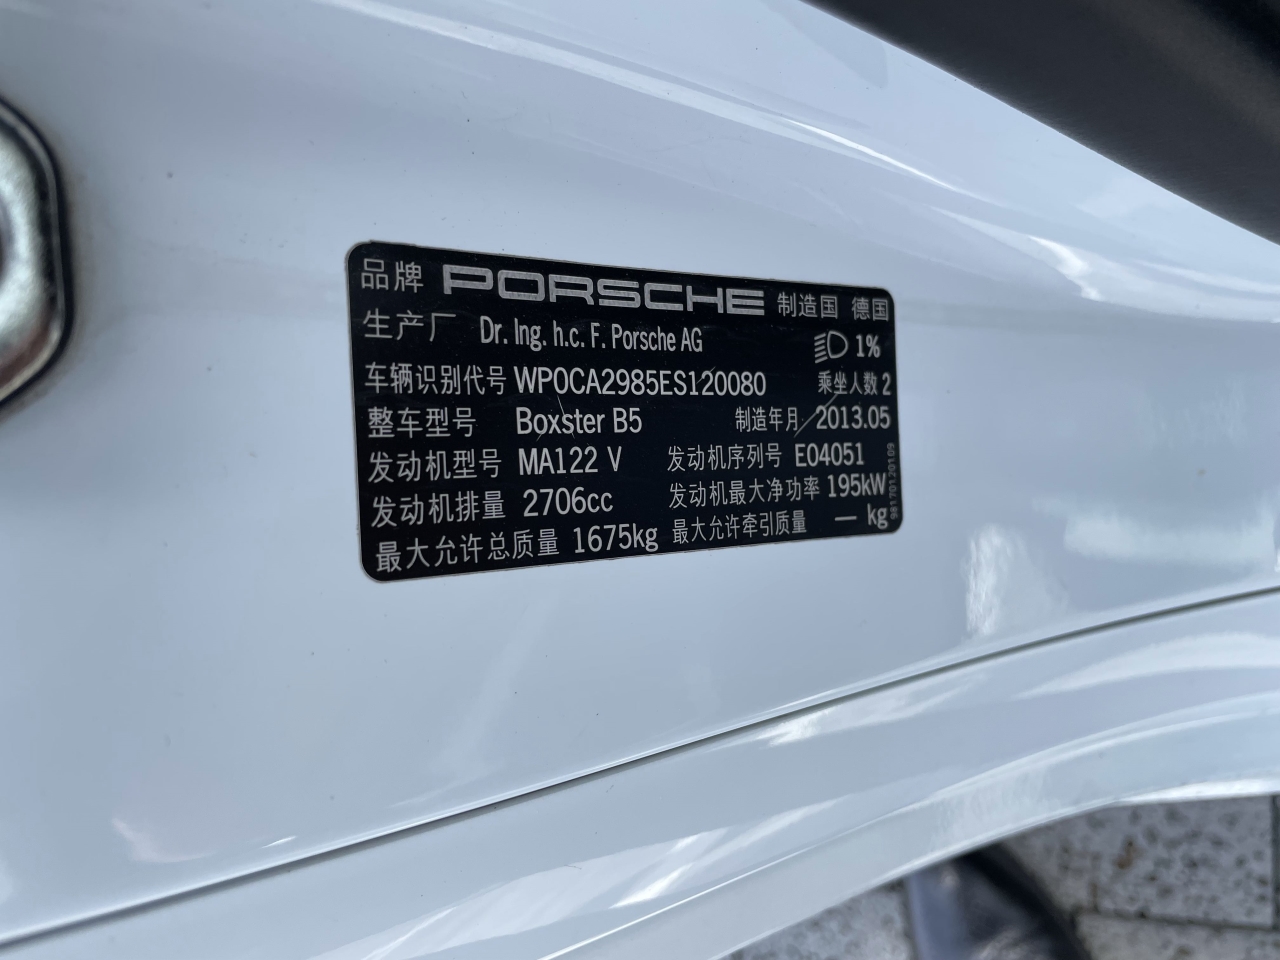 品牌 PORSCHE 制造国 德国
生产厂 Dr. Ing. h.c. F. Porsche AG 1%
车辆识别代号 WP0CA2985ES120080 乘坐人数 2
整车型号 Boxster B5 制造年月 2013.05
发动机型号 MA122 V 发动机序列号 E04051
发动机排量 2706cc 发动机最大净功率 195kW
最大允许总质量 1675kg 最大允许牵引质量 — kg
981.701.201.09